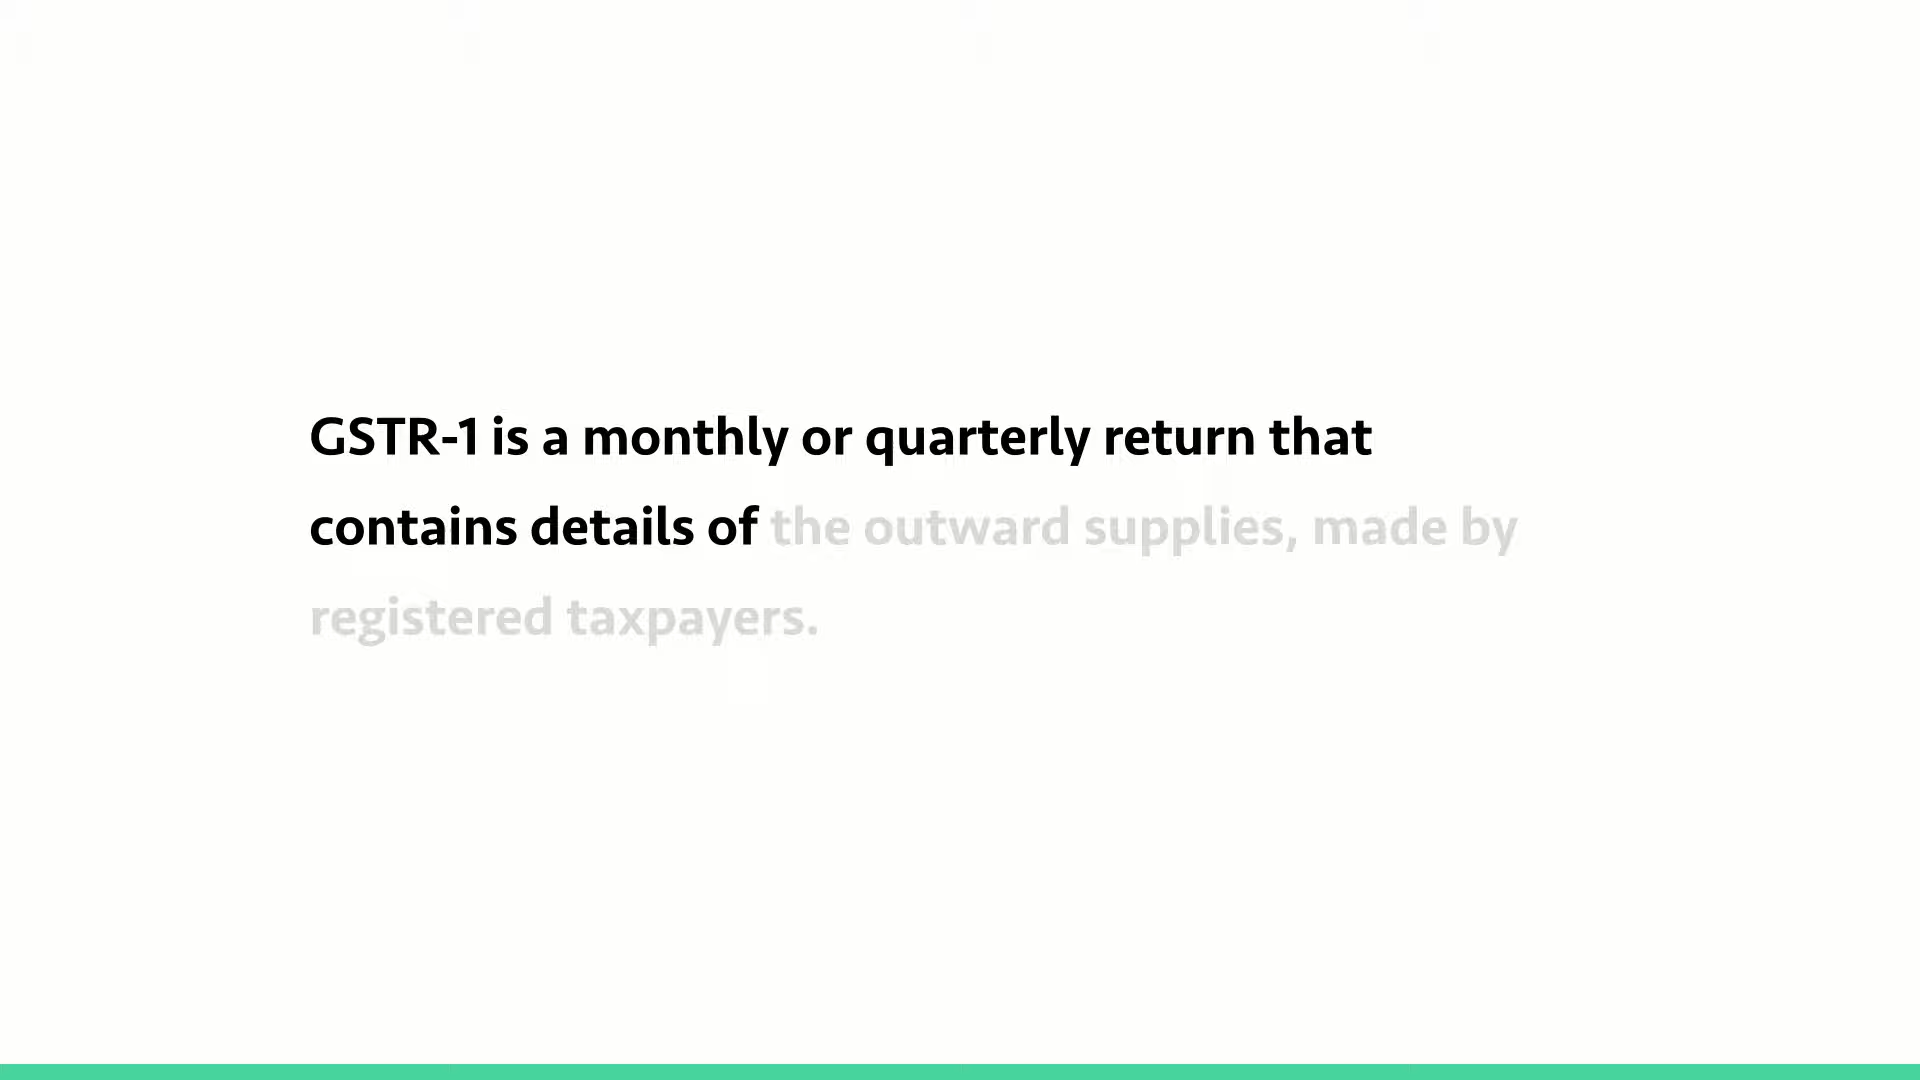 GSTR-1 is a monthly or quarterly return that
contains details of the outward supplies, made by
registered taxpayers.